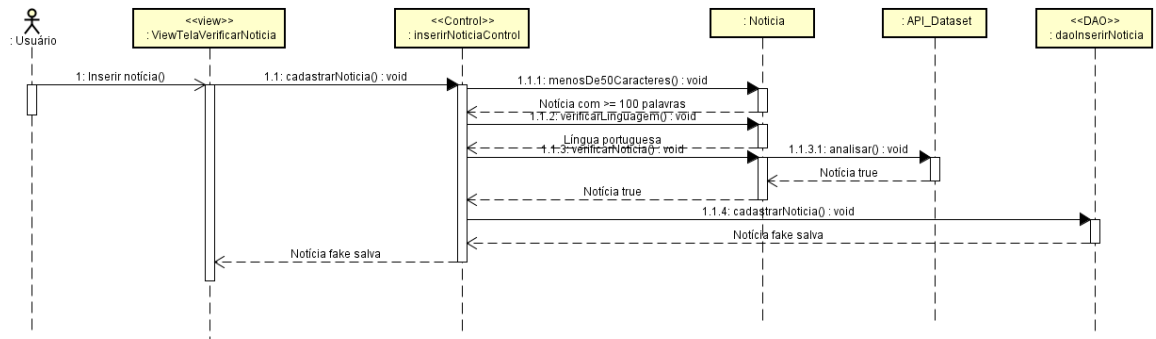 <<view>>
: ViewTelaVerificarNoticia
<<Control>>
: inserirNoticiaControl
: Noticia
: API_Dataset
<<DAO>>
: daoInserirNoticia
: Usuário
1: Inserir notícia()
1.1: cadastrarNoticia() : void
1.1.1: menosDe50Caracteres() : void
Notícia com >= 100 palavras
1.1.2: verificarLinguagem() : void
Língua portuguesa
1.1.3: verificarNoticia() : void
1.1.3.1: analisar() : void
Notícia true
Notícia true
1.1.4: cadastrarNoticia() : void
Notícia fake salva
Notícia fake salva